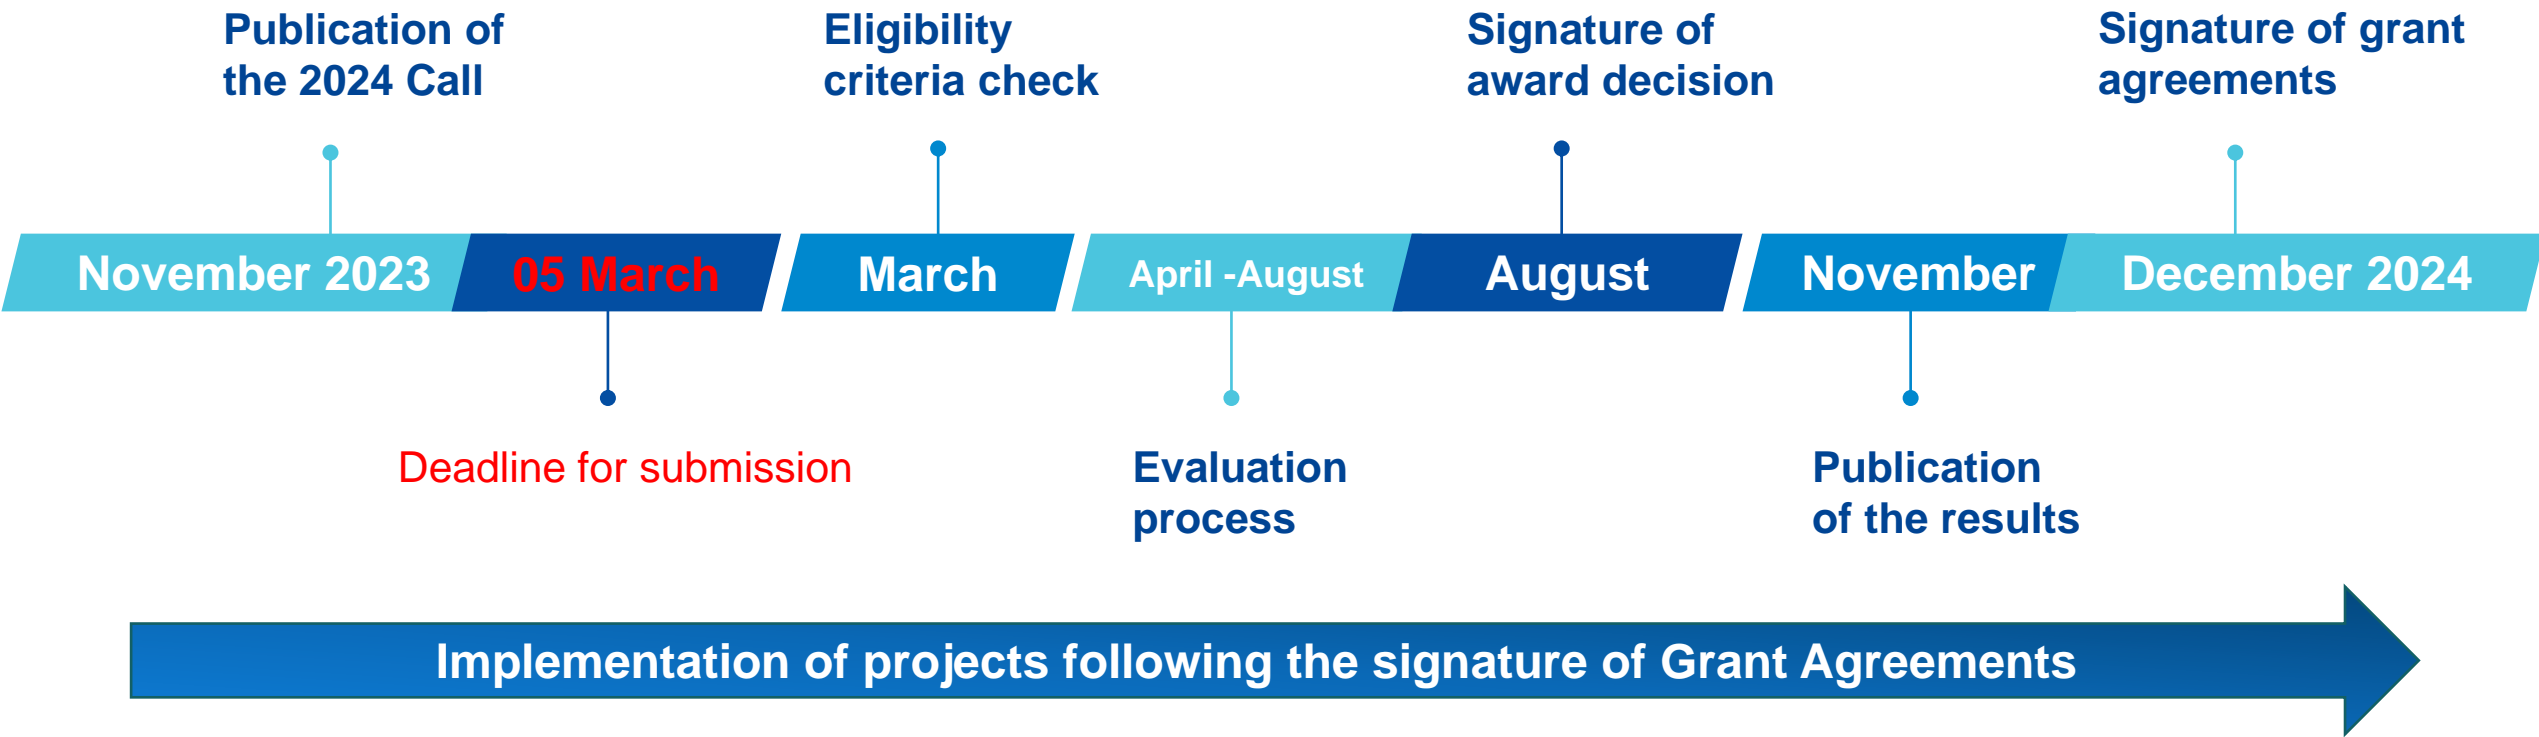 Publication of
the 2024 Call
Eligibility
criteria check
Signature of
award decision
Signature of grant
agreements
November 2023
05 March
March
April -August
August
November
December 2024
Deadline for submission
Evaluation
process
Publication
of the results
Implementation of projects following the signature of Grant Agreements